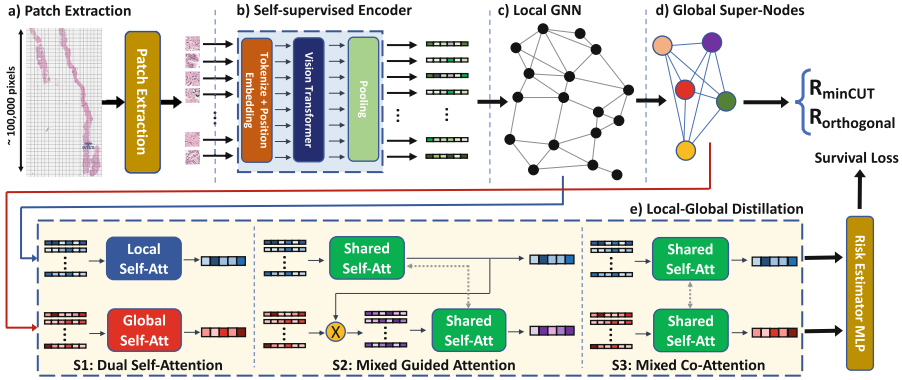 a) Patch Extraction
~ 100,000 pixels
Patch Extraction
b) Self-supervised Encoder
Tokenize + Position
Embedding
Vision Transformer
Pooling
c) Local GNN
d) Global Super-Nodes
RminCUT
Rorthogonal
Survival Loss
Risk Estimator MLP
e) Local-Global Distillation
Local
Self-Att
Global
Self-Att
S1: Dual Self-Attention
Shared
Self-Att
X
Shared
Self-Att
S2: Mixed Guided Attention
Shared
Self-Att
Shared
Self-Att
S3: Mixed Co-Attention